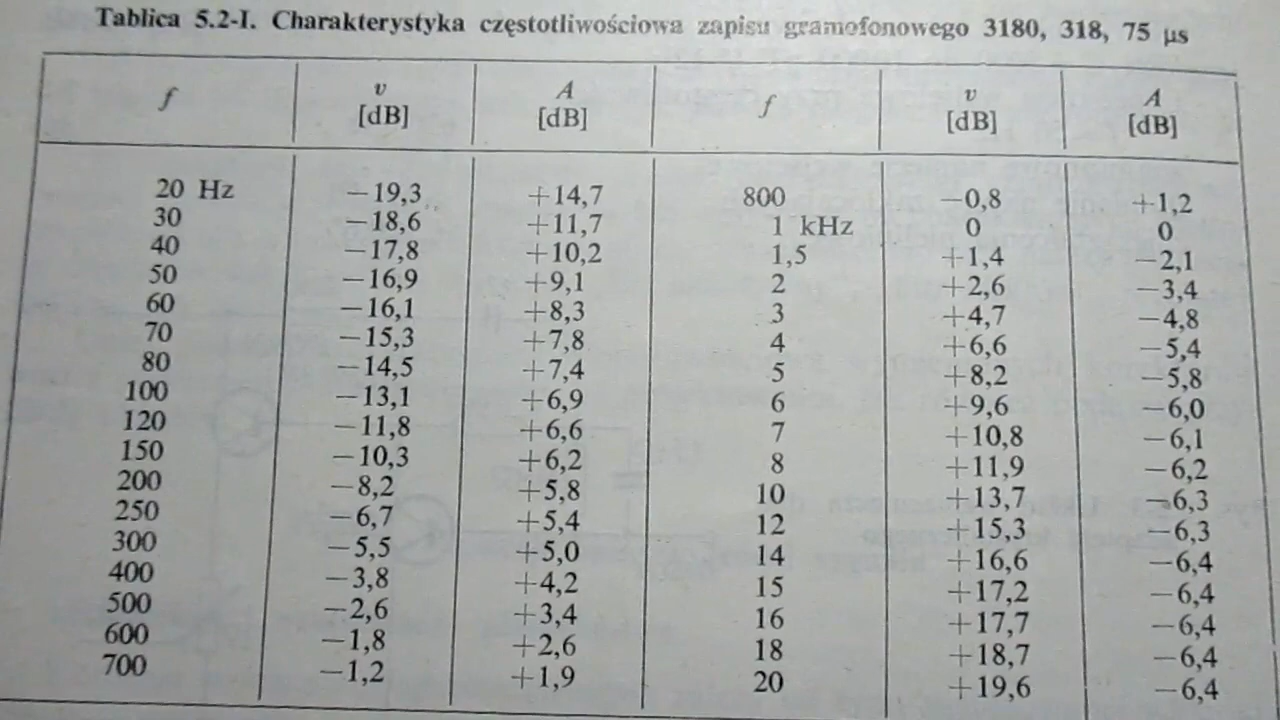 Tablica 5.2-I. Charakterystyka częstotliwościowa zapisu gramofonowego 3180, 318, 75 μs
f v [dB] A [dB] f v [dB] A [dB]
20 Hz −19,3 +14,7 800 −0,8 +1,2
30 −18,6 +11,7 1 kHz 0 0
40 −17,8 +10,2 1,5 +1,4 −2,1
50 −16,9 +9,1 2 +2,6 −3,4
60 −16,1 +8,3 3 +4,7 −4,8
70 −15,3 +7,8 4 +6,6 −5,4
80 −14,5 +7,4 5 +8,2 −5,8
100 −13,1 +6,9 6 +9,6 −6,0
120 −11,8 +6,6 7 +10,8 −6,1
150 −10,3 +6,2 8 +11,9 −6,2
200 −8,2 +5,8 10 +13,7 −6,3
250 −6,7 +5,4 12 +15,3 −6,3
300 −5,5 +5,0 14 +16,6 −6,4
400 −3,8 +4,2 15 +17,2 −6,4
500 −2,6 +3,4 16 +17,7 −6,4
600 −1,8 +2,6 18 +18,7 −6,4
700 −1,2 +1,9 20 +19,6 −6,4